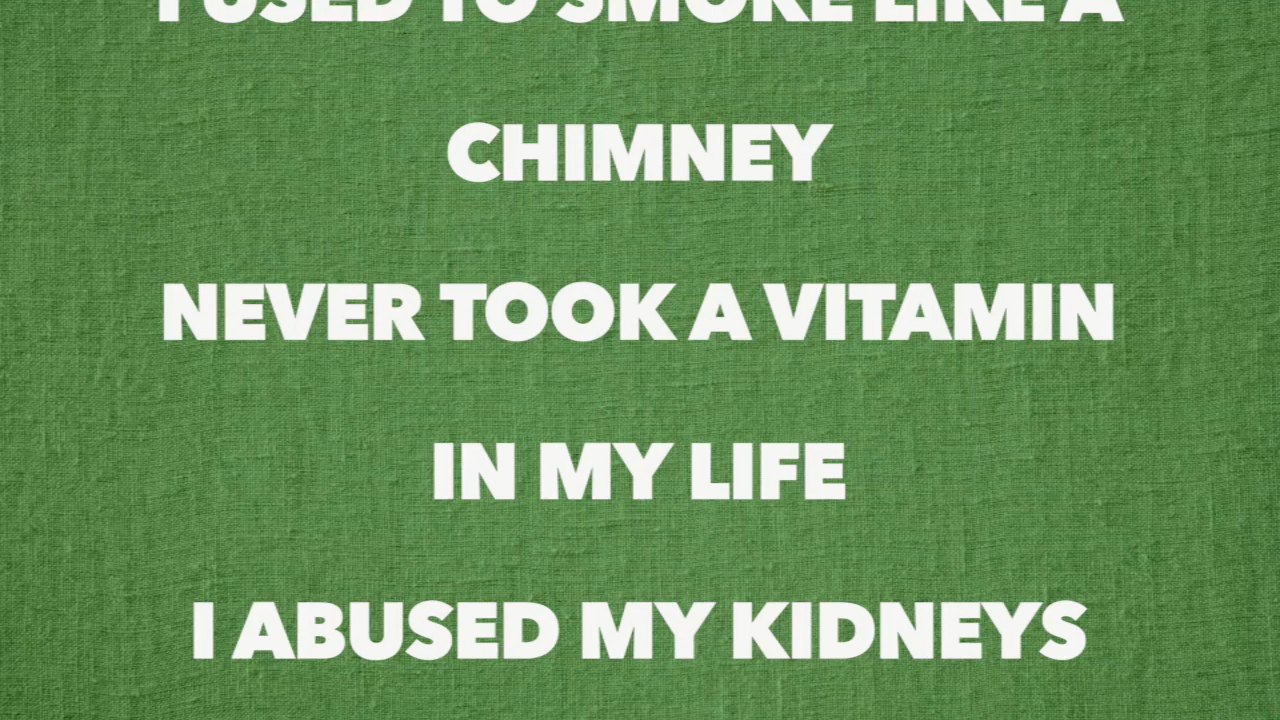 I USED TO SMOKE LIKE A
CHIMNEY
NEVER TOOK A VITAMIN
IN MY LIFE
I ABUSED MY KIDNEYS